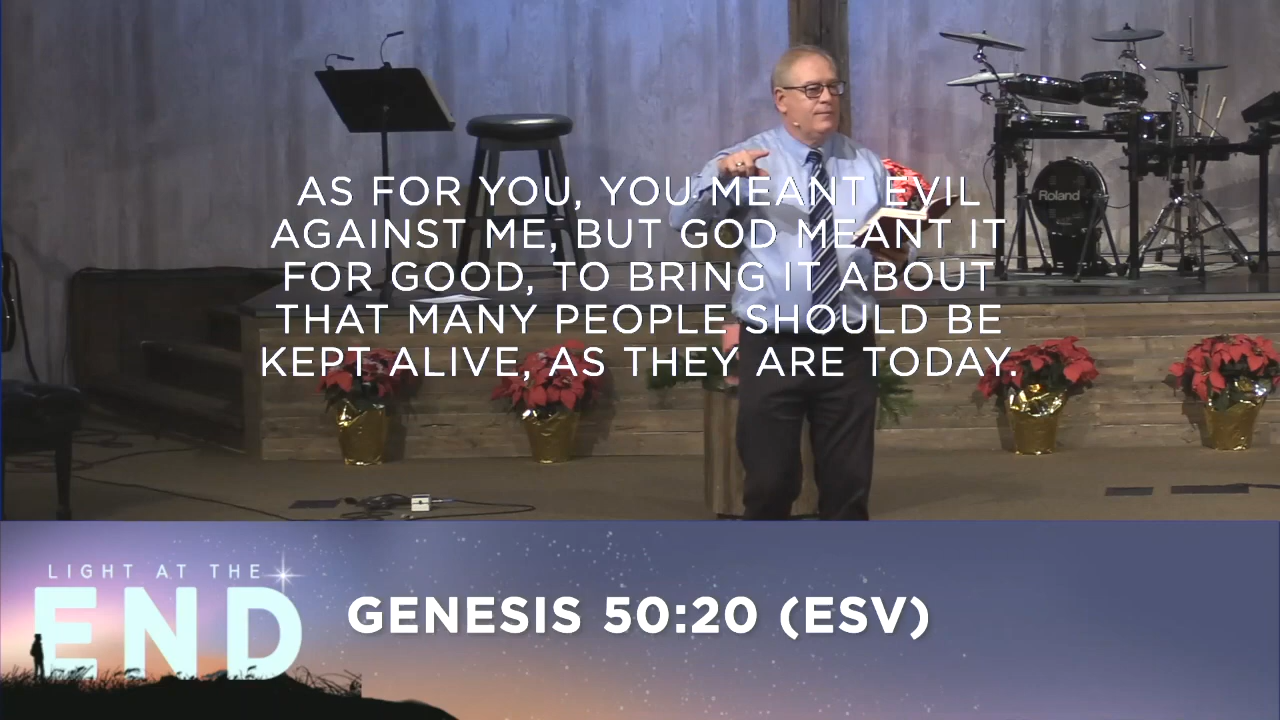 AS FOR YOU, YOU MEANT EVIL
AGAINST ME, BUT GOD MEANT IT
FOR GOOD, TO BRING IT ABOUT
THAT MANY PEOPLE SHOULD BE
KEPT ALIVE, AS THEY ARE TODAY.
Roland
LIGHT AT THE
END
GENESIS 50:20 (ESV)